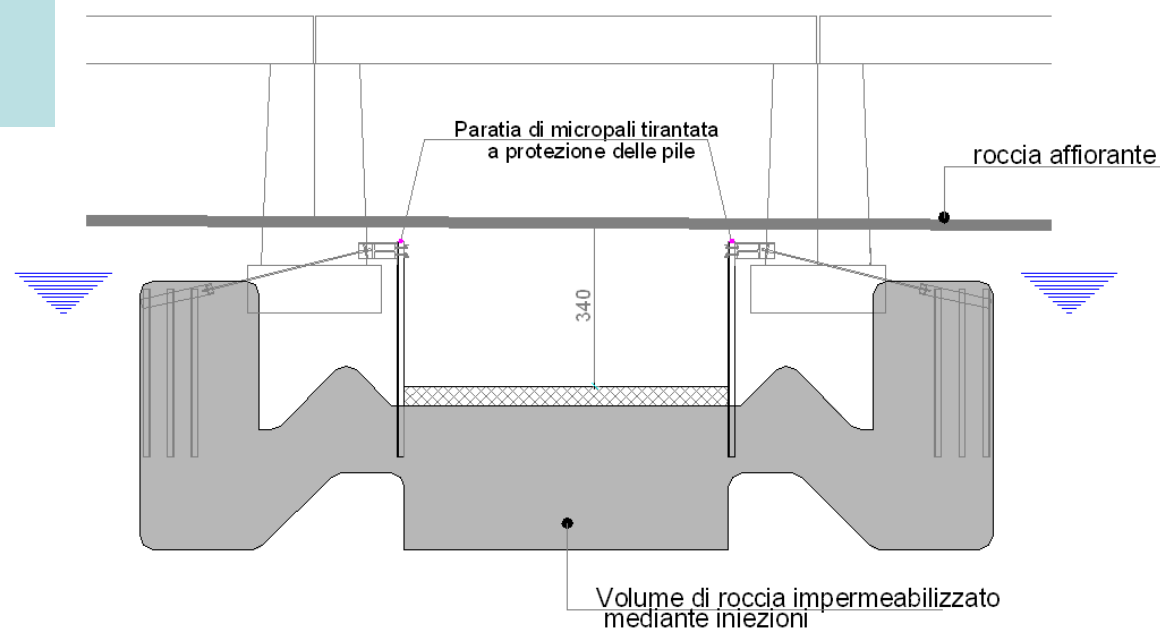 Paratia di micropali tirantata
a protezione delle pile
roccia affiorante
340
Volume di roccia impermeabilizzato
mediante iniezioni